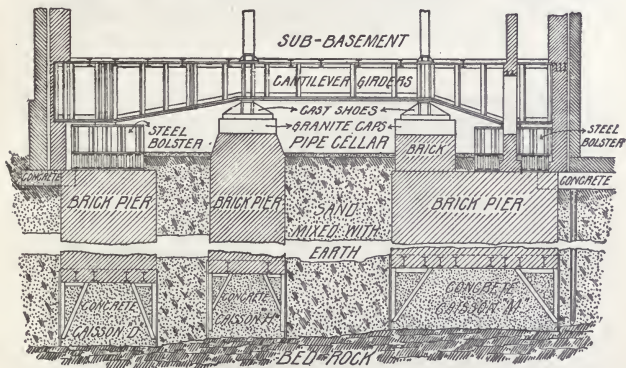 SUB-BASEMENT
CANTILEVER GIRDERS
CAST SHOES
GRANITE CAPS
STEEL
BOLSTER
PIPE CELLAR
BRICK
STEEL
BOLSTER
CONCRETE
CONCRETE
BRICK PIER
BRICK PIER
SAND
MIXED WITH
EARTH
BRICK PIER
CONCRETE
CAISSON
CONCRETE
CAISSON
CONCRETE
CAISSON "M"
BED-ROCK